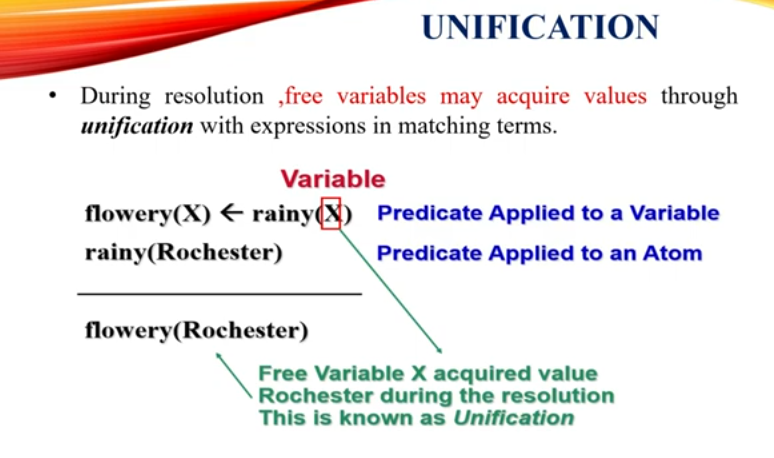 UNIFICATION
• During resolution ,free variables may acquire values through
unification with expressions in matching terms.
Variable
flowery(X) ← rainy(X) Predicate Applied to a Variable
rainy(Rochester) Predicate Applied to an Atom
flowery(Rochester)
Free Variable X acquired value
Rochester during the resolution
This is known as Unification